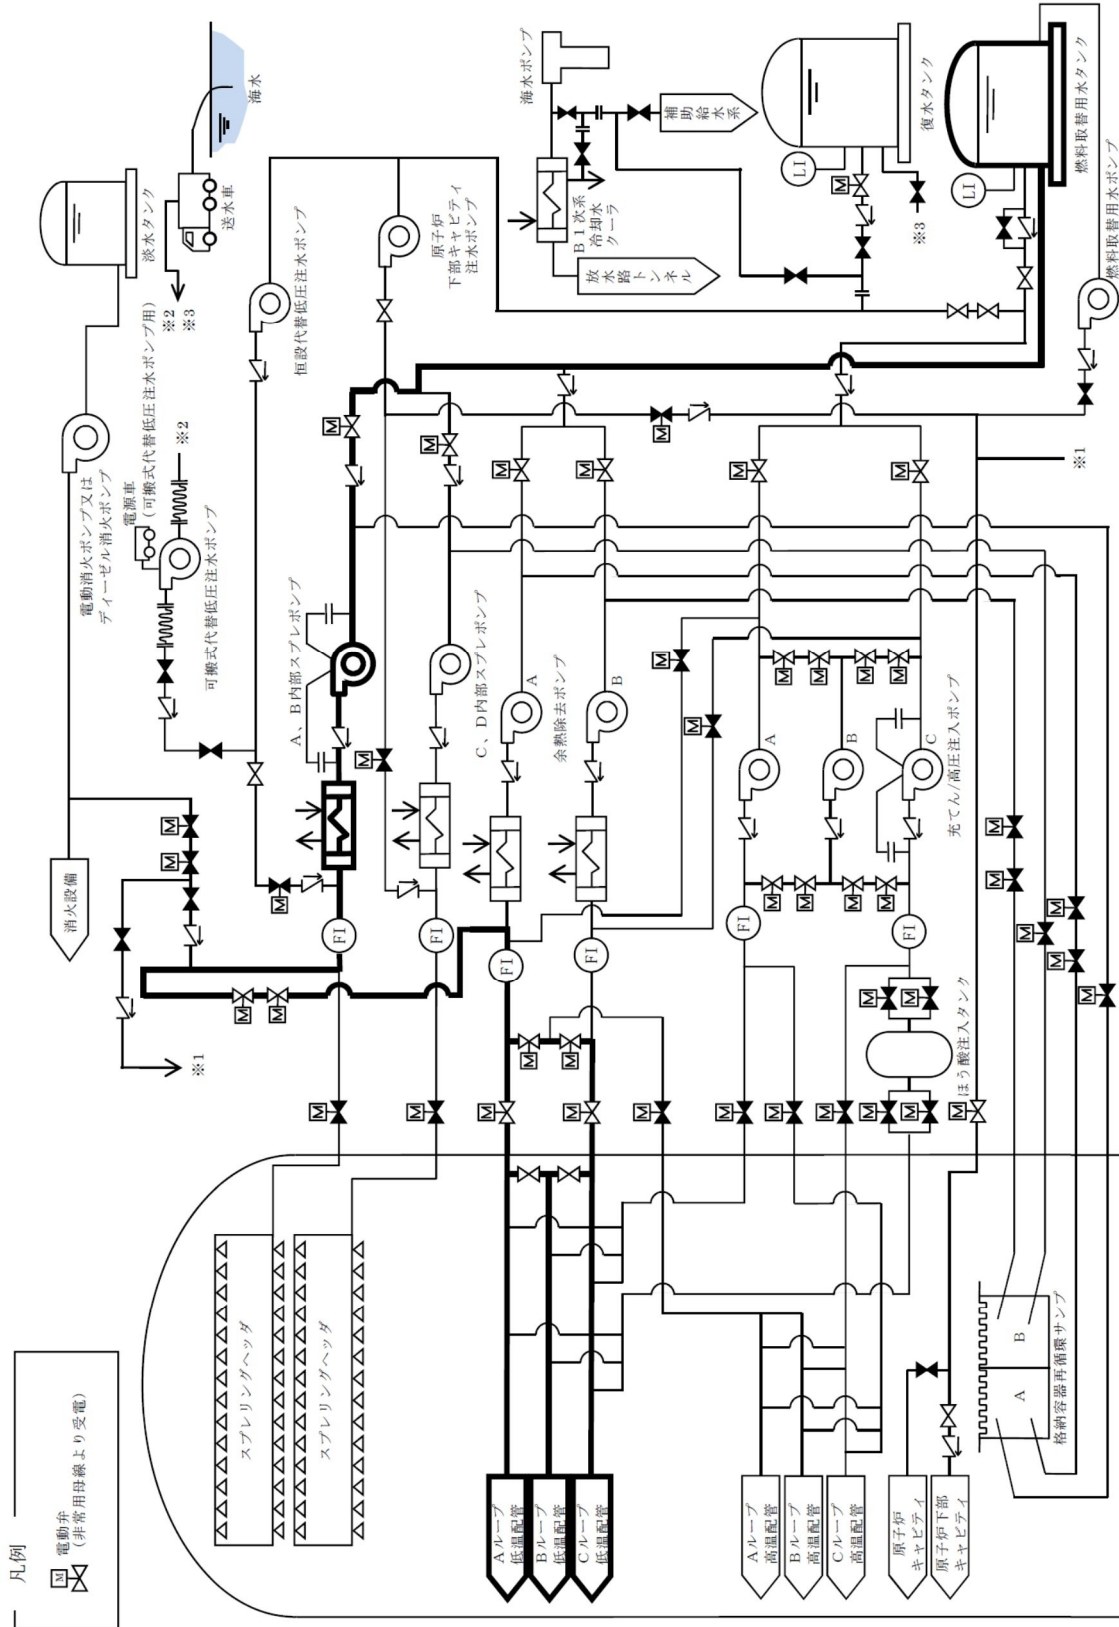 凡例
M
電動弁
(非常用母線より受電)
淡水タンク
電動消火ポンプ又は
ディーゼル消火ポンプ
消火設備
海水
送水車
※2
※3
電源車
(可搬式代替低圧注水ポンプ用)
※2
可搬式代替低圧注水ポンプ
恒設代替低圧注水ポンプ
原子炉
下部キャビティ
注水ポンプ
海水ポンプ
B1次系
冷却水
クーラ
放水路トンネル
補助給水系
復水タンク
LI
M
※3
燃料取替用水タンク
LI
燃料取替用水ポンプ
※1
A、B内部スプレポンプ
C、D内部スプレポンプ
余熱除去ポンプ
A
B
充てん/高圧注入ポンプ
A
B
C
FI
FI
FI
FI
FI
FI
※1
ほう酸注入タンク
スプレリングヘッダ
スプレリングヘッダ
Aループ
低温配管
Bループ
低温配管
Cループ
低温配管
Aループ
高温配管
Bループ
高温配管
Cループ
高温配管
原子炉
キャビティ
原子炉下部
キャビティ
A
B
格納容器再循環サンプ